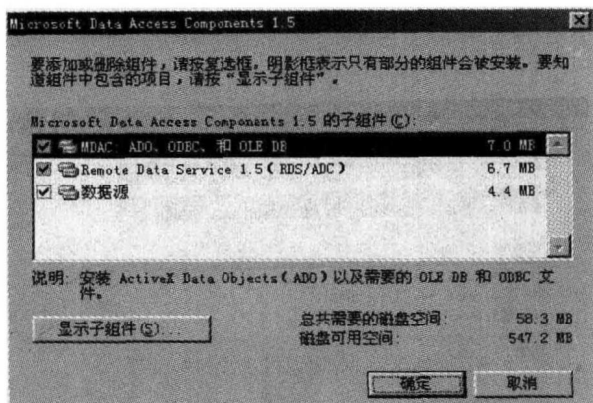 Microsoft Data Access Components 1.5
要添加或删除组件，请按复选框。阴影框表示只有部分的组件会被安装。要知
道组件中包含的项目，请按“显示子组件”。
Microsoft Data Access Components 1.5 的子组件(C):
MDAC: ADO、ODBC、 和 OLE DB 7.0 MB
Remote Data Service 1.5(RDS/ADC) 6.7 MB
数据源 4.4 MB
说明: 安装 ActiveX Data Objects(ADO)以及需要的 OLE DB 和 ODBC 文
件。
显示子组件(S)...
总共需要的磁盘空间: 58.3 MB
磁盘可用空间: 547.2 MB
确定 取消